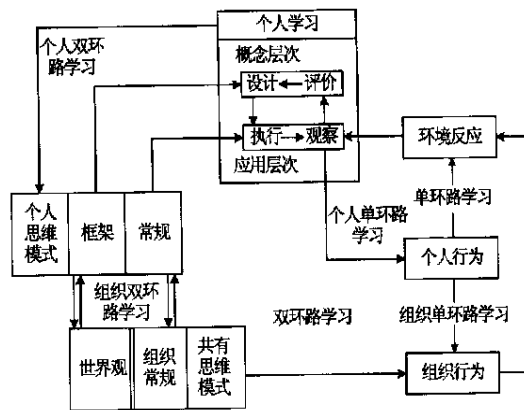 个人学习
个人双环
路学习
概念层次
设计
评价
执行
观察
应用层次
环境反应
个人
思维
模式
框架
常规
个人单环路
学习
单环路学习
个人行为
组织双环
路学习
双环路学习
组织单环路学习
世界观
组织
常规
共有
思维
模式
组织行为